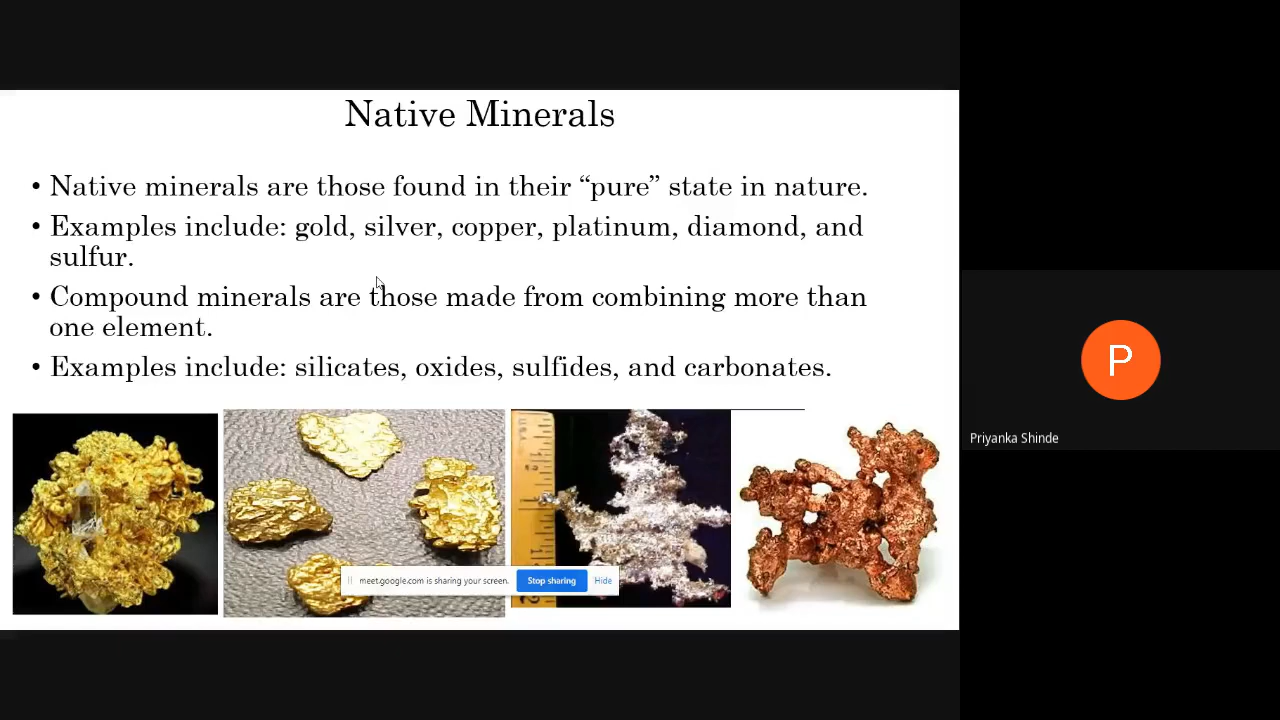 Native Minerals
• Native minerals are those found in their “pure” state in nature.
• Examples include: gold, silver, copper, platinum, diamond, and
sulfur.
• Compound minerals are those made from combining more than
one element.
• Examples include: silicates, oxides, sulfides, and carbonates.
meet.google.com is sharing your screen. Stop sharing Hide
P
Priyanka Shinde